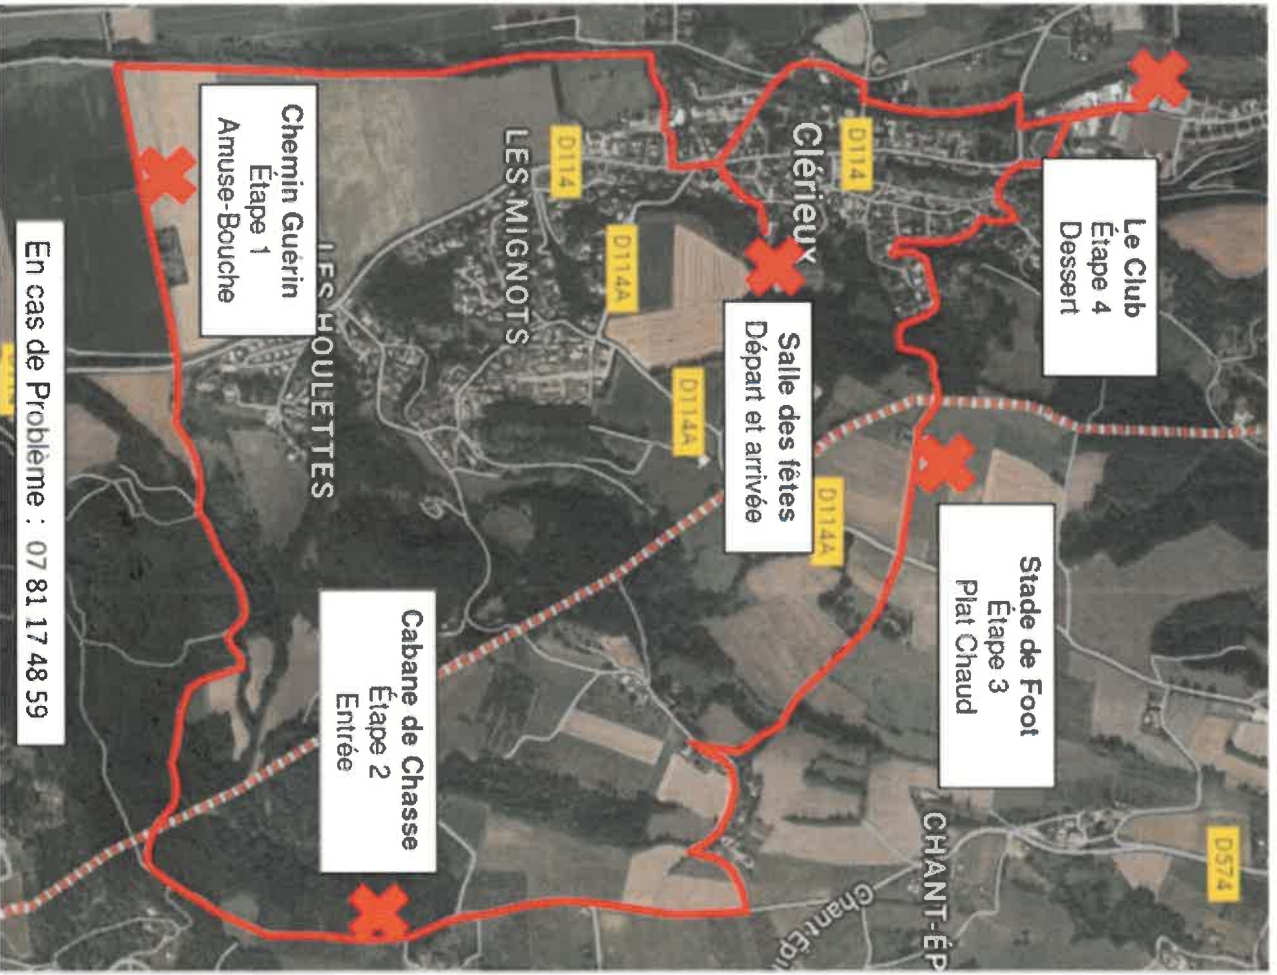 Le Club
Étape 4
Dessert
D574
CHANT-ÉP
Stade de Foot
Étape 3
Plat Chaud
Clérieux
D114
D114A
Salle des fêtes
Départ et arrivée
D114A
D114A
D114
LES MIGNOTS
Cabane de Chasse
Étape 2
Entrée
LES HOULETTES
Chemin Guérin
Étape 1
Amuse-Bouche
En cas de Problème : 07 81 17 48 59